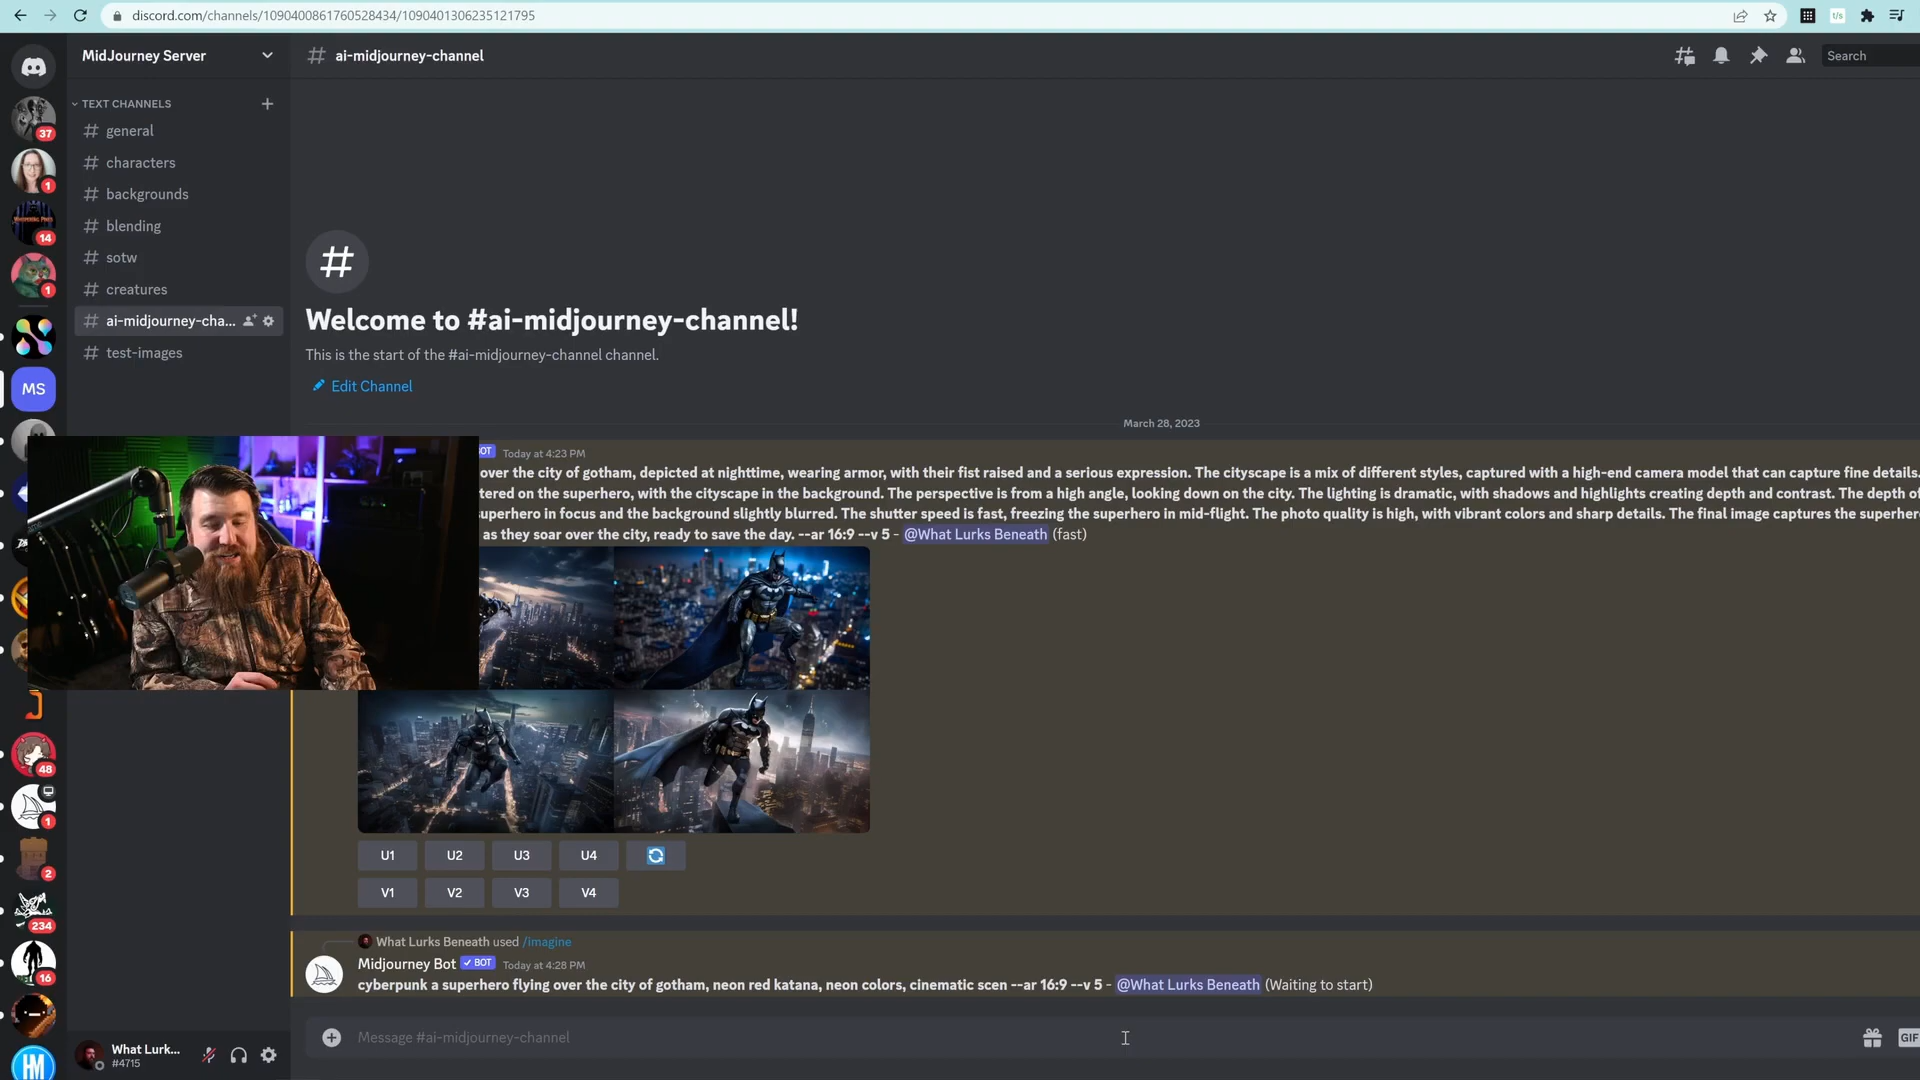 discord.com/channels/1090400861760528434/1090401306235121795
MidJourney Server
ai-midjourney-channel
Search
TEXT CHANNELS
general
characters
backgrounds
blending
sotw
creatures
ai-midjourney-cha...
test-images
MS
37
1
14
1
48
1
2
234
16
HM
Welcome to #ai-midjourney-channel!
This is the start of the #ai-midjourney-channel channel.
Edit Channel
March 28, 2023
Today at 4:23 PM
over the city of gotham, depicted at nighttime, wearing armor, with their fist raised and a serious expression. The cityscape is a mix of different styles, captured with a high-end camera model that can capture fine details.
tered on the superhero, with the cityscape in the background. The perspective is from a high angle, looking down on the city. The lighting is dramatic, with shadows and highlights creating depth and contrast. The depth of
superhero in focus and the background slightly blurred. The shutter speed is fast, freezing the superhero in mid-flight. The photo quality is high, with vibrant colors and sharp details. The final image captures the superhero
as they soar over the city, ready to save the day. --ar 16:9 --v 5 - @What Lurks Beneath (fast)
U1 U2 U3 U4
V1 V2 V3 V4
What Lurks Beneath used /imagine
Midjourney Bot ✓ BOT Today at 4:28 PM
cyberpunk a superhero flying over the city of gotham, neon red katana, neon colors, cinematic scen --ar 16:9 --v 5 - @What Lurks Beneath (Waiting to start)
Message #ai-midjourney-channel
GIF
What Lurk...
#4715